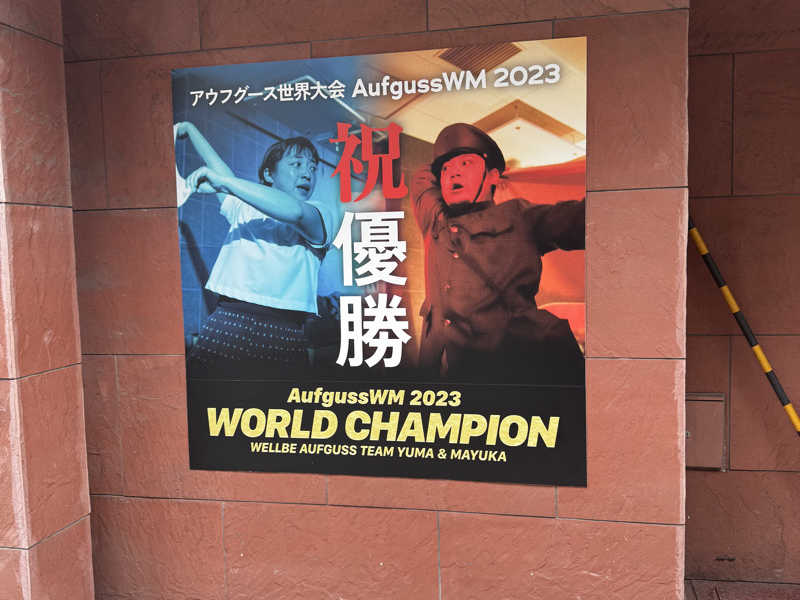 アウフグース世界大会 AufgussWM 2023
祝
優
勝
AufgussWM 2023
WORLD CHAMPION
WELLBE AUFGUSS TEAM YUMA & MAYUKA